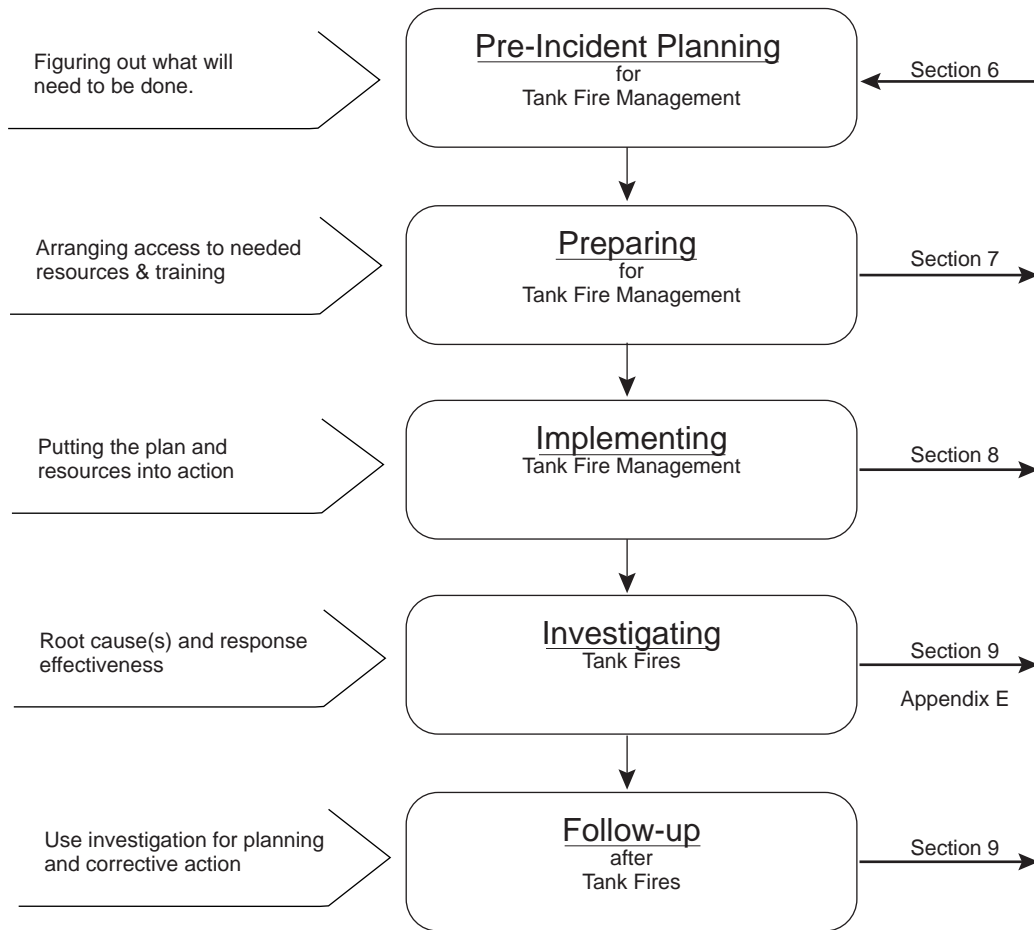 Figuring out what will
need to be done.
Pre-Incident Planning
for
Tank Fire Management
Section 6
Arranging access to needed
resources & training
Preparing
for
Tank Fire Management
Section 7
Putting the plan and
resources into action
Implementing
Tank Fire Management
Section 8
Root cause(s) and response
effectiveness
Investigating
Tank Fires
Section 9
Appendix E
Use investigation for planning
and corrective action
Follow-up
after
Tank Fires
Section 9